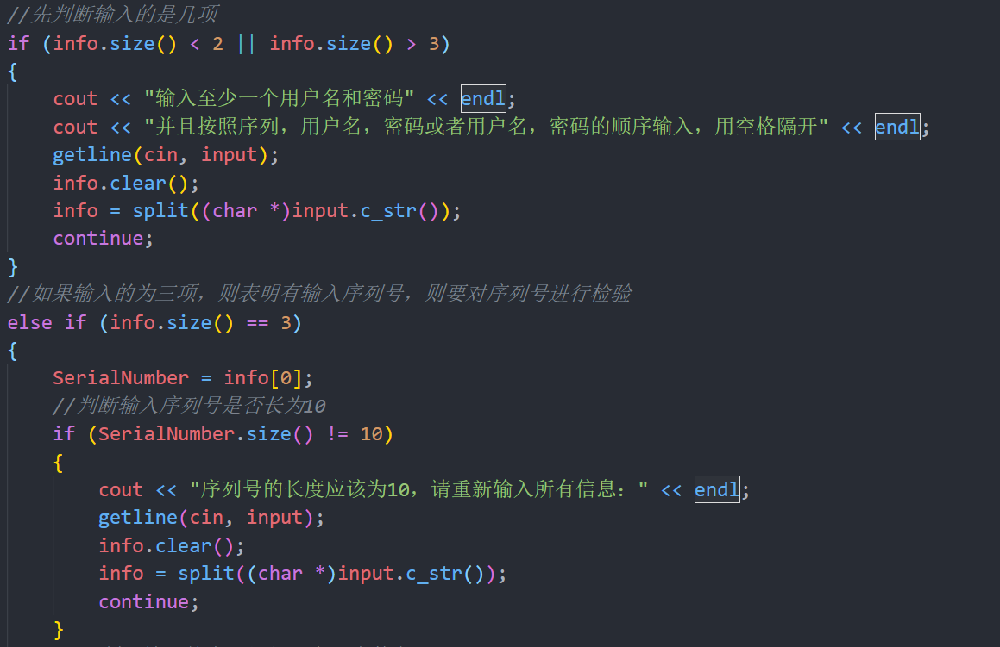 //先判断输入的是几项
if (info.size() < 2 || info.size() > 3)
{
cout << "输入至少一个用户名和密码" << endl;
cout << "并且按照序列，用户名，密码或者用户名，密码的顺序输入，用空格隔开" << endl;
getline(cin, input);
info.clear();
info = split((char *)input.c_str());
continue;
}
//如果输入的为三项，则表明有输入序列号，则要对序列号进行检验
else if (info.size() == 3)
{
SerialNumber = info[0];
//判断输入序列号是否长为10
if (SerialNumber.size() != 10)
{
cout << "序列号的长度应该为10，请重新输入所有信息：" << endl;
getline(cin, input);
info.clear();
info = split((char *)input.c_str());
continue;
}